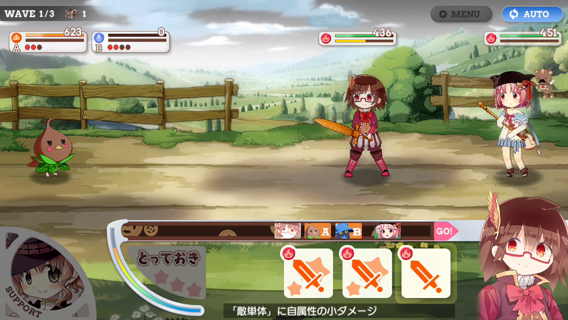 WAVE 1/3 1
MENU
AUTO
623
A
0
B
436
451
A
B
GO!
とっておき
SUPPORT
「敵単体」に自属性の小ダメージ